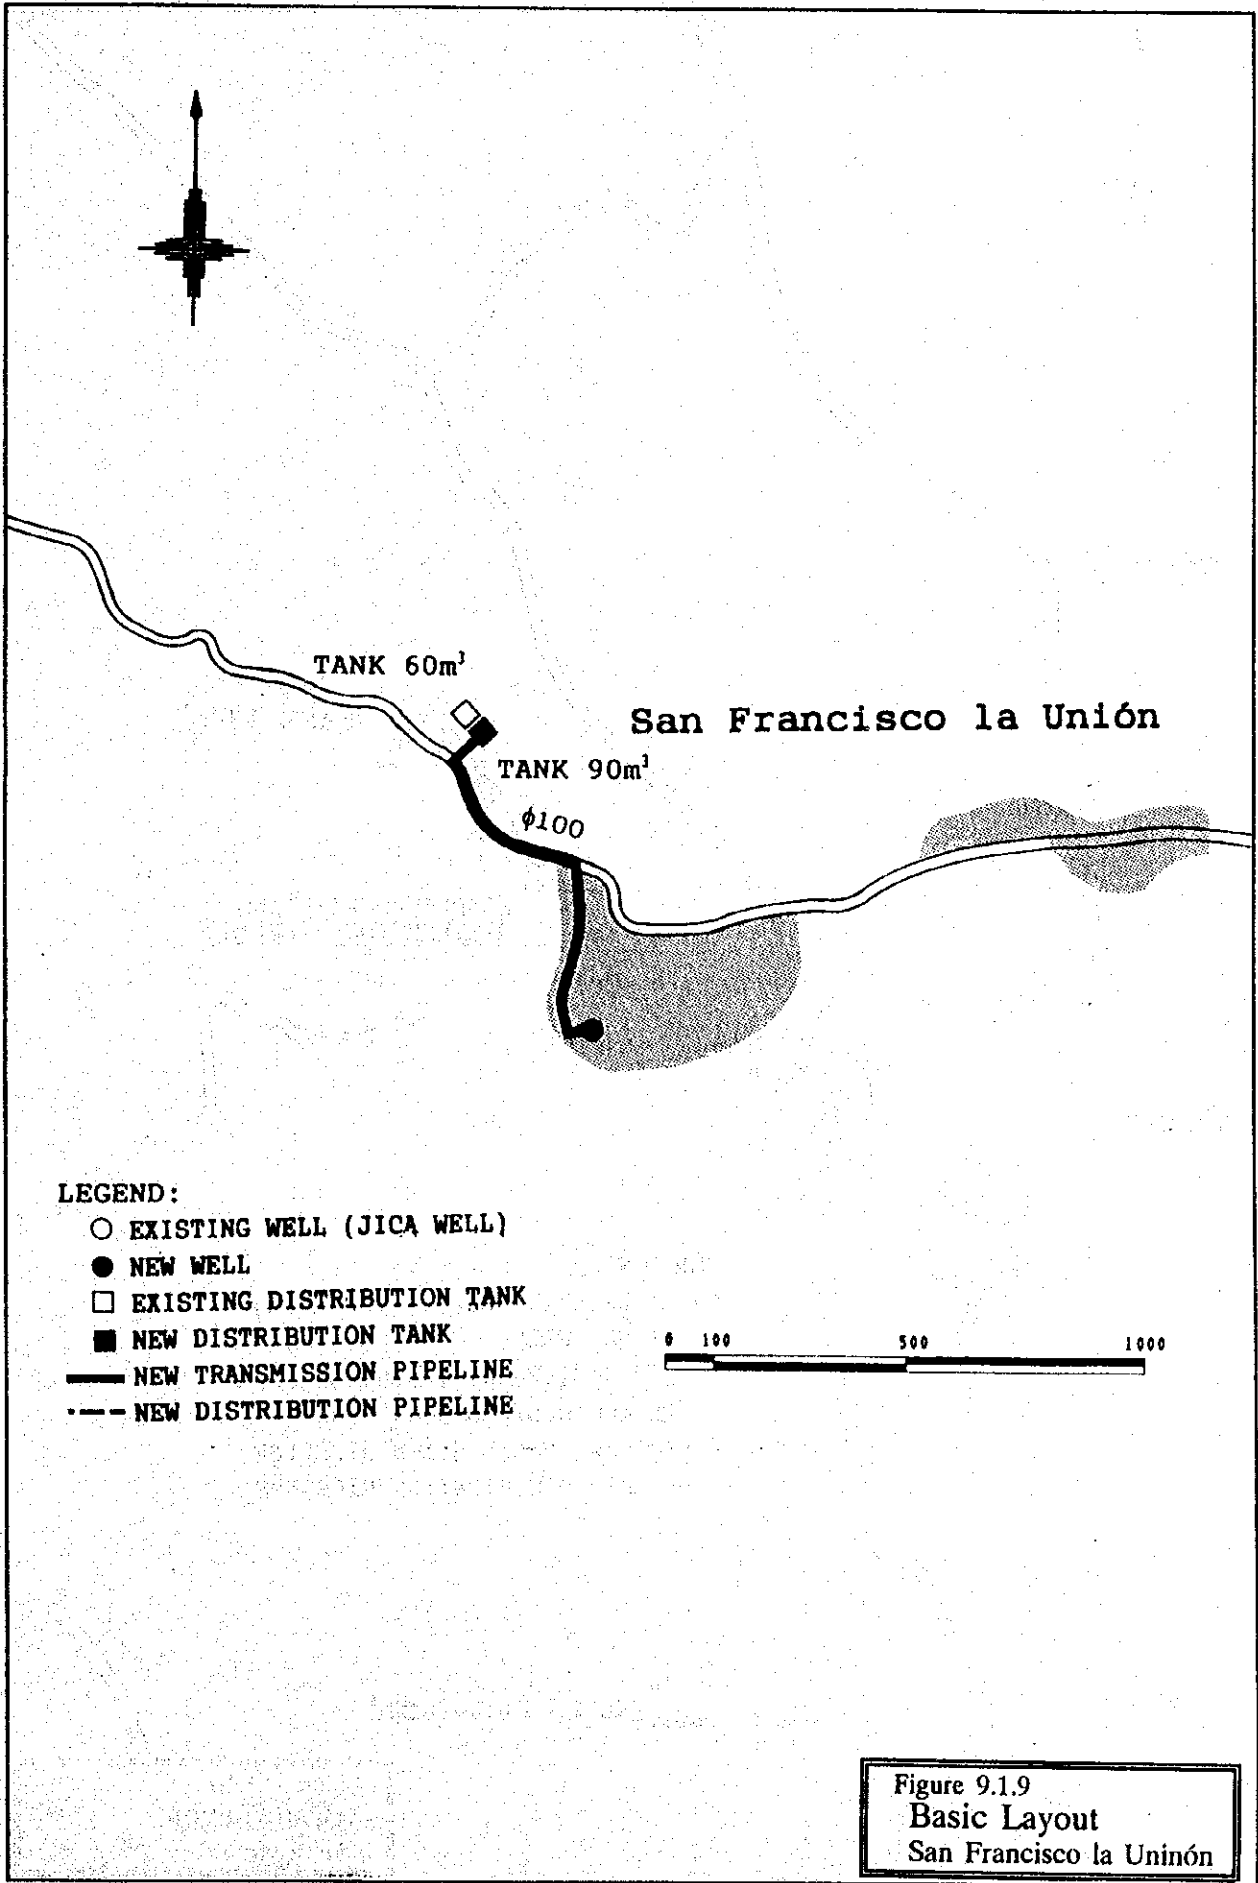 TANK 60m³
San Francisco la Unión
TANK 90m³
ϕ100
LEGEND:
EXISTING WELL (JICA WELL)
NEW WELL
EXISTING DISTRIBUTION TANK
NEW DISTRIBUTION TANK
NEW TRANSMISSION PIPELINE
NEW DISTRIBUTION PIPELINE
0 100 500 1000
Figure 9.1.9
Basic Layout
San Francisco la Uninón